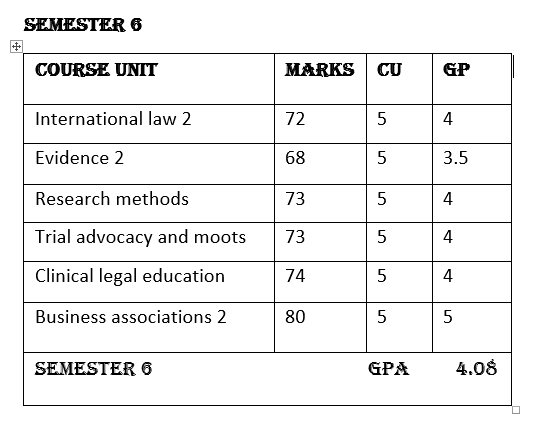 SEMESTER 6
COURSE UNIT MARKS CU GP
International law 2 72 5 4
Evidence 2 68 5 3.5
Research methods 73 5 4
Trial advocacy and moots 73 5 4
Clinical legal education 74 5 4
Business associations 2 80 5 5
SEMESTER 6 GPA 4.08